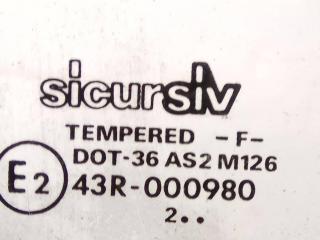 sicursiv
TEMPERED -F-
DOT-36 AS2 M126
E2 43R-000980
2..